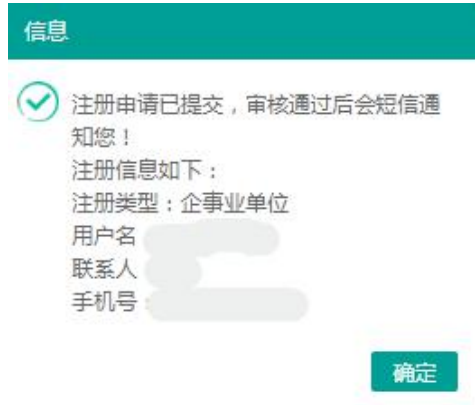 信息
注册申请已提交，审核通过后会短信通
知您！
注册信息如下：
注册类型：企事业单位
用户名
联系人
手机号：
确定